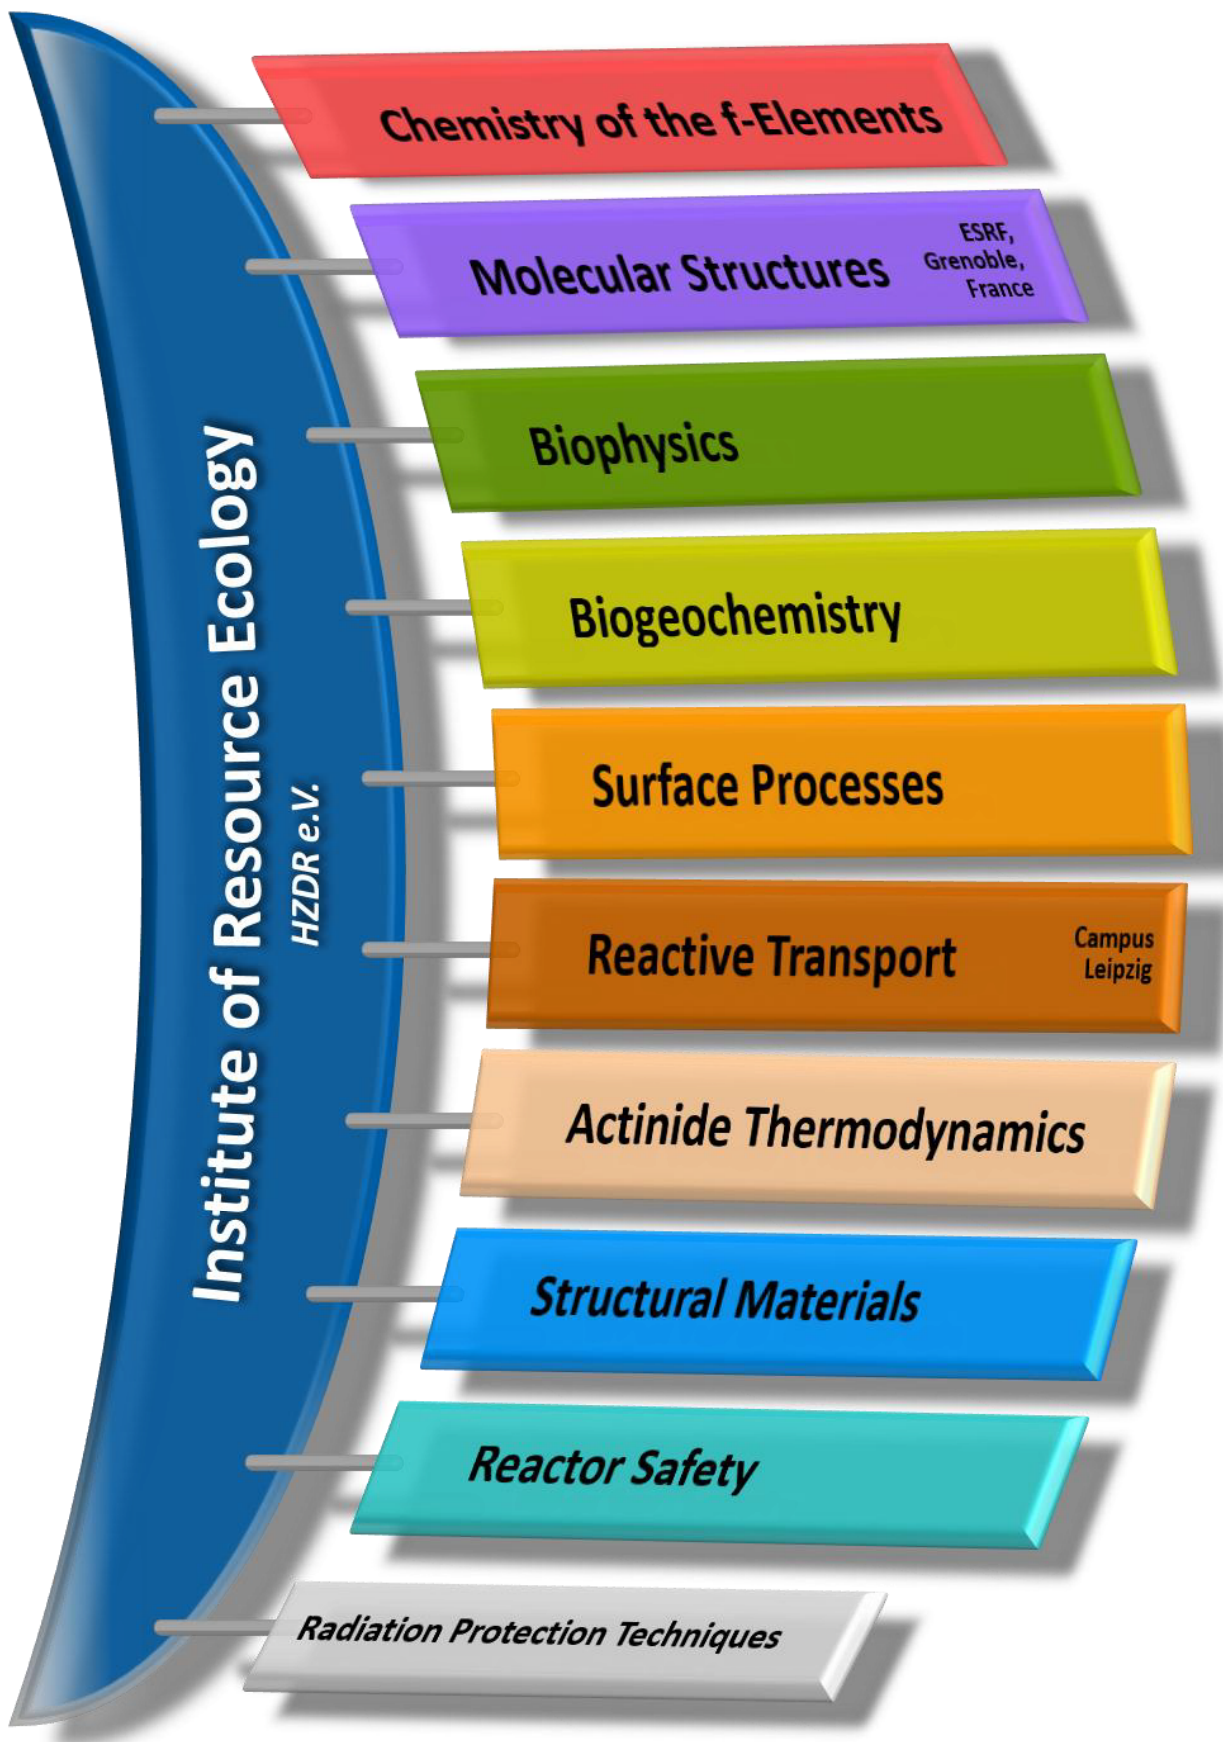 Institute of Resource Ecology
HZDR e.V.
Chemistry of the f-Elements
Molecular Structures
ESRF,
Grenoble,
France
Biophysics
Biogeochemistry
Surface Processes
Reactive Transport
Campus
Leipzig
Actinide Thermodynamics
Structural Materials
Reactor Safety
Radiation Protection Techniques